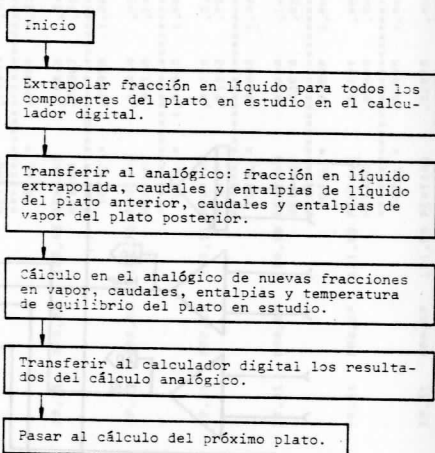 Inicio
Extrapolar fracción en líquido para todos los
componentes del plato en estudio en el calcu-
lador digital.
Transferir al analógico: fracción en líquido
extrapolada, caudales y entalpias de líquido
del plato anterior, caudales y entalpias de
vapor del plato posterior.
Cálculo en el analógico de nuevas fracciones
en vapor, caudales, entalpias y temperatura
de equilibrio del plato en estudio.
Transferir al calculador digital los resulta-
dos del cálculo analógico.
Pasar al cálculo del próximo plato.